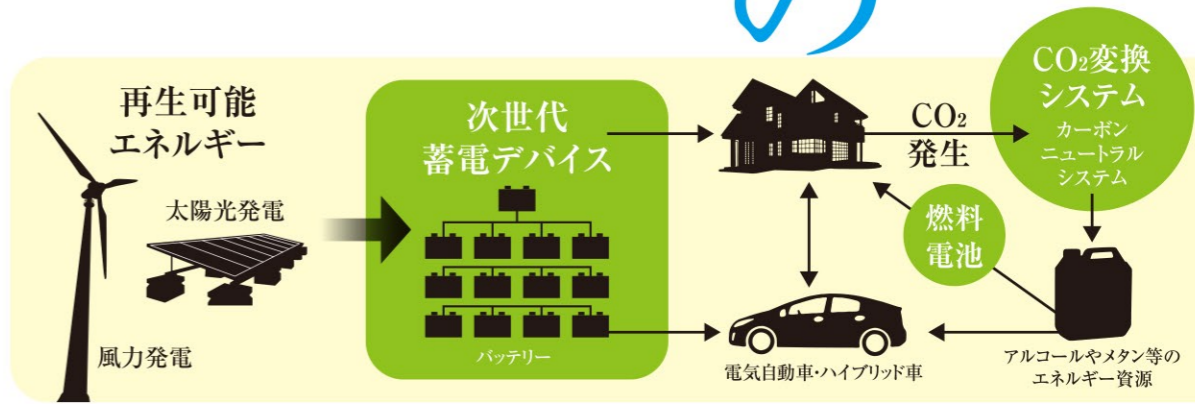 の
再生可能
エネルギー
太陽光発電
風力発電
次世代
蓄電デバイス
バッテリー
CO₂
発生
CO₂変換
システム
カーボン
ニュートラル
システム
燃料
電池
電気自動車・ハイブリッド車
アルコールやメタン等の
エネルギー資源